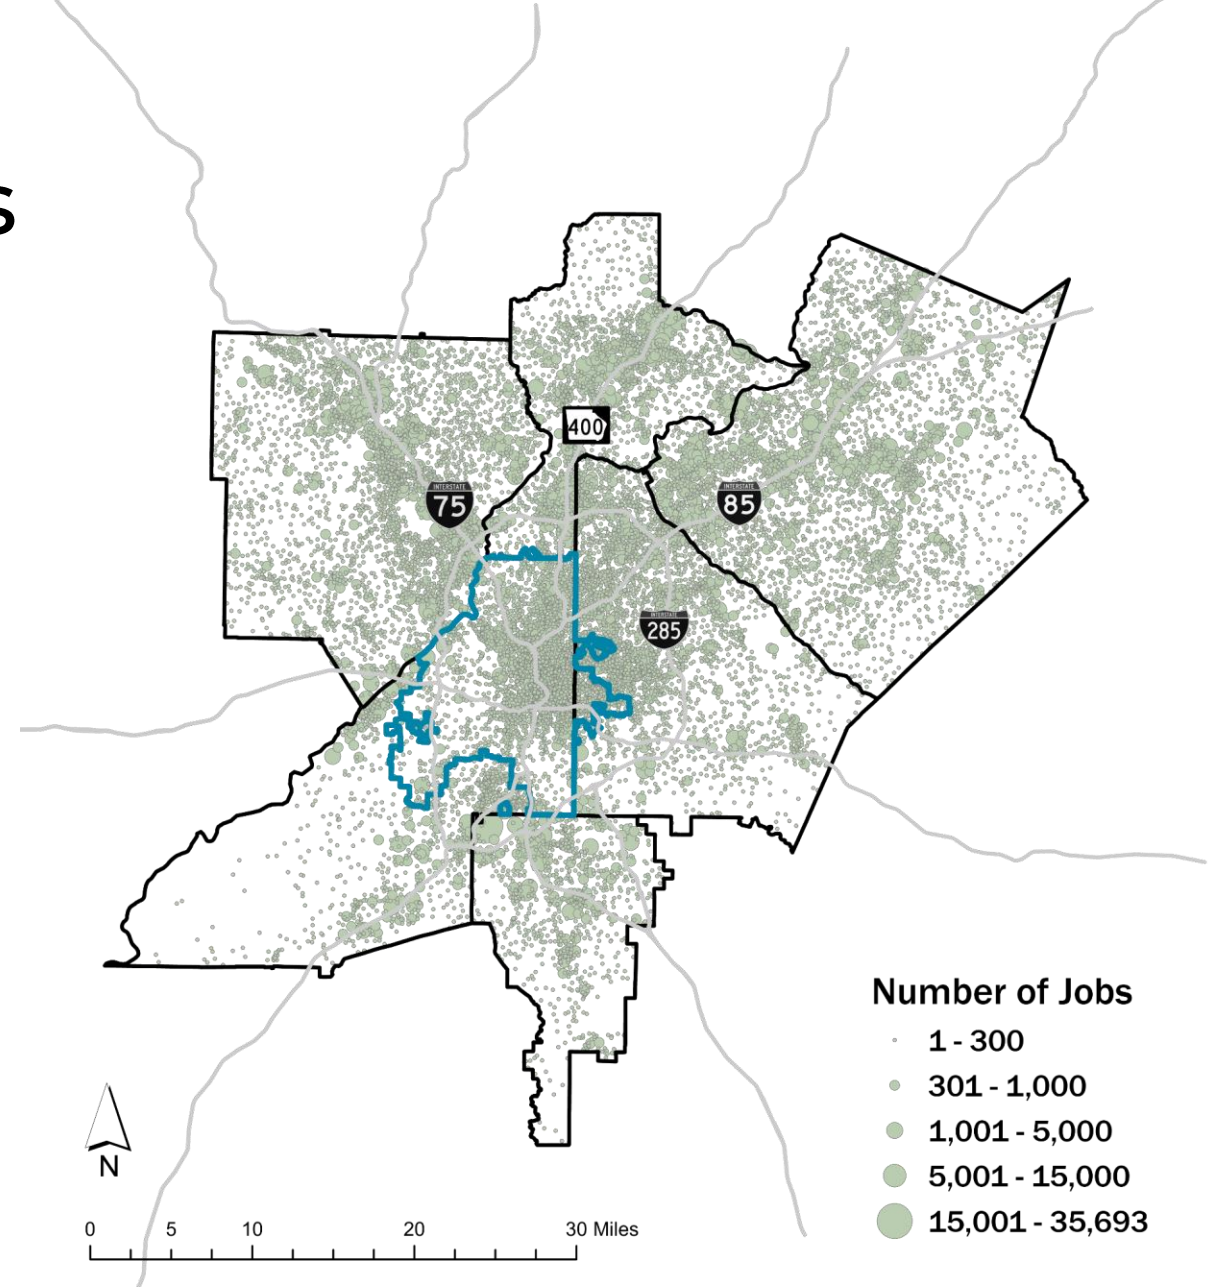 s
400
INTERSTATE
75
INTERSTATE
85
INTERSTATE
285
Number of Jobs
1 - 300
301 - 1,000
1,001 - 5,000
5,001 - 15,000
15,001 - 35,693
N
0 5 10 20 30 Miles